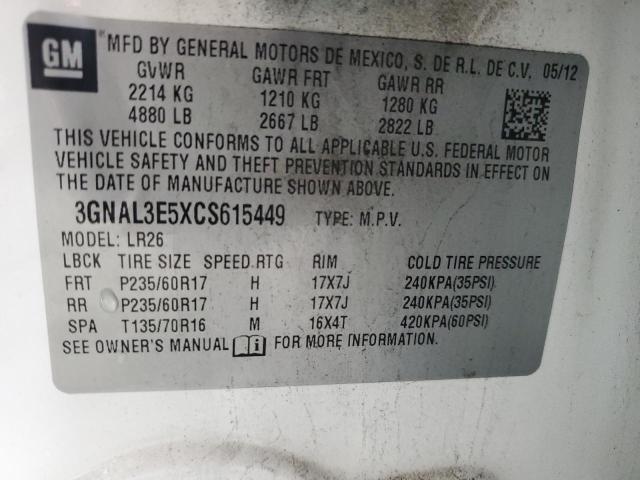 GM
MFD BY GENERAL MOTORS DE MEXICO, S. DE R.L. DE C.V, 05/12
GVWR GAWR FRT GAWR RR
2214 KG 1210 KG 1280 KG
4880 LB 2667 LB 2822 LB
THIS VEHICLE CONFORMS TO ALL APPLICABLE U.S. FEDERAL MOTOR
VEHICLE SAFETY AND THEFT PREVENTION STANDARDS IN EFFECT ON
THE DATE OF MANUFACTURE SHOWN ABOVE.
3GNAL3E5XCS615449 TYPE: M.P.V.
MODEL: LR26
LBCK TIRE SIZE SPEED RTG RIM COLD TIRE PRESSURE
FRT P235/60R17 H 17X7J 240KPA(35PSI)
RR P235/60R17 H 17X7J 240KPA(35PSI)
SPA T135/70R16 M 16X4T 420KPA(60PSI)
SEE OWNER'S MANUAL i FOR MORE INFORMATION.